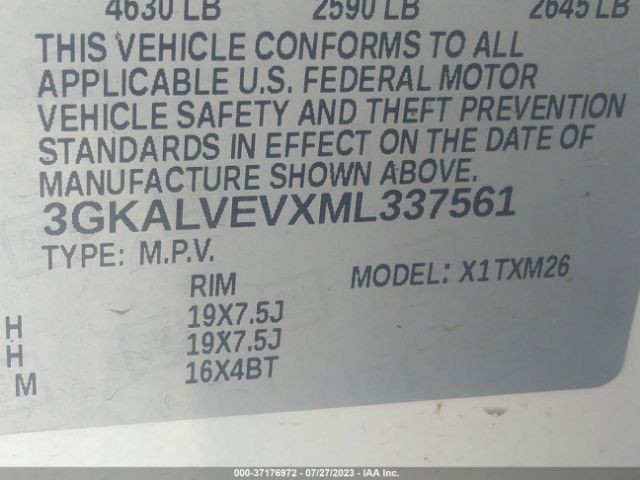 4630 LB 2590 LB 2645 LB
THIS VEHICLE CONFORMS TO ALL
APPLICABLE U.S. FEDERAL MOTOR
VEHICLE SAFETY AND THEFT PREVENTION
STANDARDS IN EFFECT ON THE DATE OF
MANUFACTURE SHOWN ABOVE.
3GKALVEVXML337561
TYPE: M.P.V.
RIM MODEL: X1TXM26
H 19X7.5J
H 19X7.5J
M 16X4BT
000-37176972 / 07/27/2023 - IAA Inc.